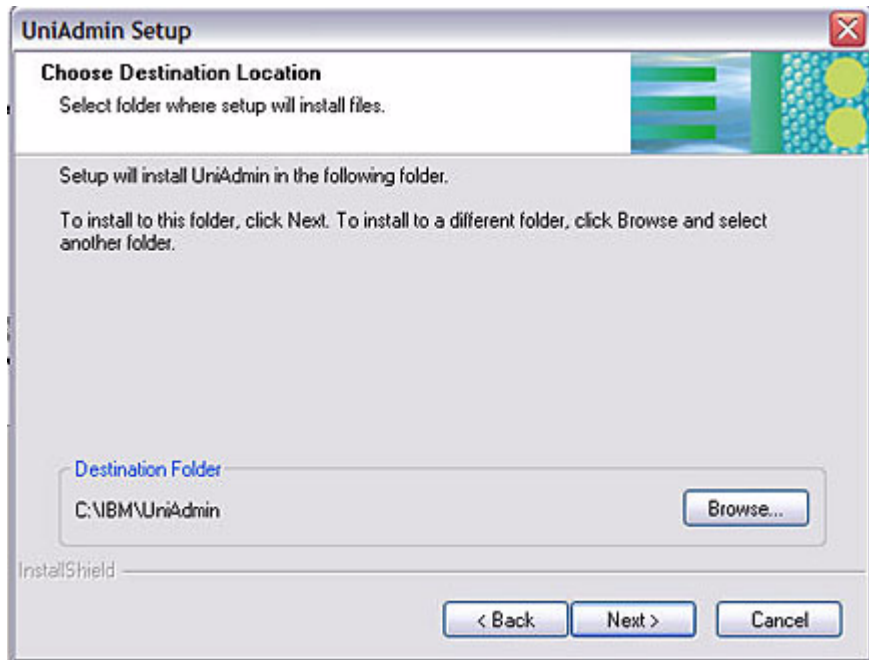 UniAdmin Setup
Choose Destination Location
Select folder where setup will install files.
Setup will install UniAdmin in the following folder.
To install to this folder, click Next. To install to a different folder, click Browse and select
another folder.
Destination Folder
C:\IBM\UniAdmin
Browse...
InstallShield
< Back
Next >
Cancel